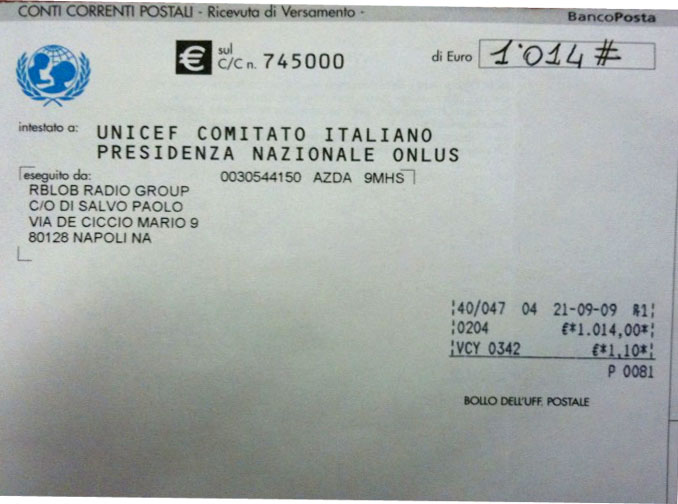 CONTI CORRENTI POSTALI - Ricevuta di Versamento -
BancoPosta
€ sul C/C n. 745000
di Euro 1'014#
intestato a: UNICEF COMITATO ITALIANO
PRESIDENZA NAZIONALE ONLUS
eseguito da: 0030544150 AZDA 9MHS
RBLOB RADIO GROUP
C/O DI SALVO PAOLO
VIA DE CICCIO MARIO 9
80128 NAPOLI NA
|40/047 04 21-09-09 R1|
|0204 €*1.014,00*|
|VCY 0342 €*1,10*|
P 0081
BOLLO DELL'UFF. POSTALE